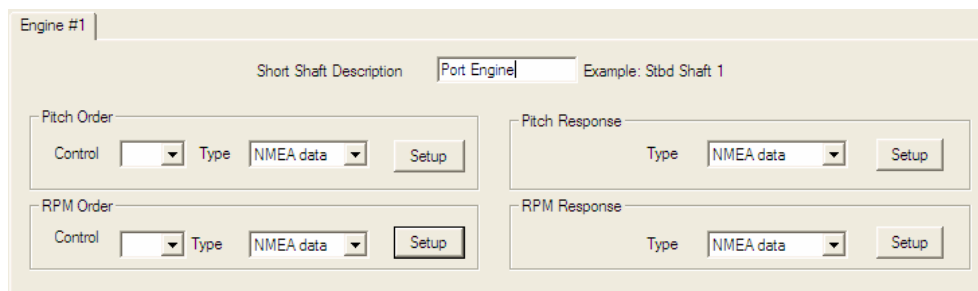 Engine #1
Short Shaft Description Port Engine Example: Stbd Shaft 1
Pitch Order
Control Type NMEA data Setup
Pitch Response
Type NMEA data Setup
RPM Order
Control Type NMEA data Setup
RPM Response
Type NMEA data Setup